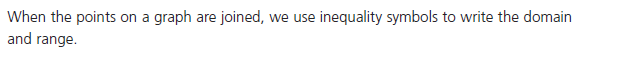 When the points on a graph are joined, we use inequality symbols to write the domain
and range.